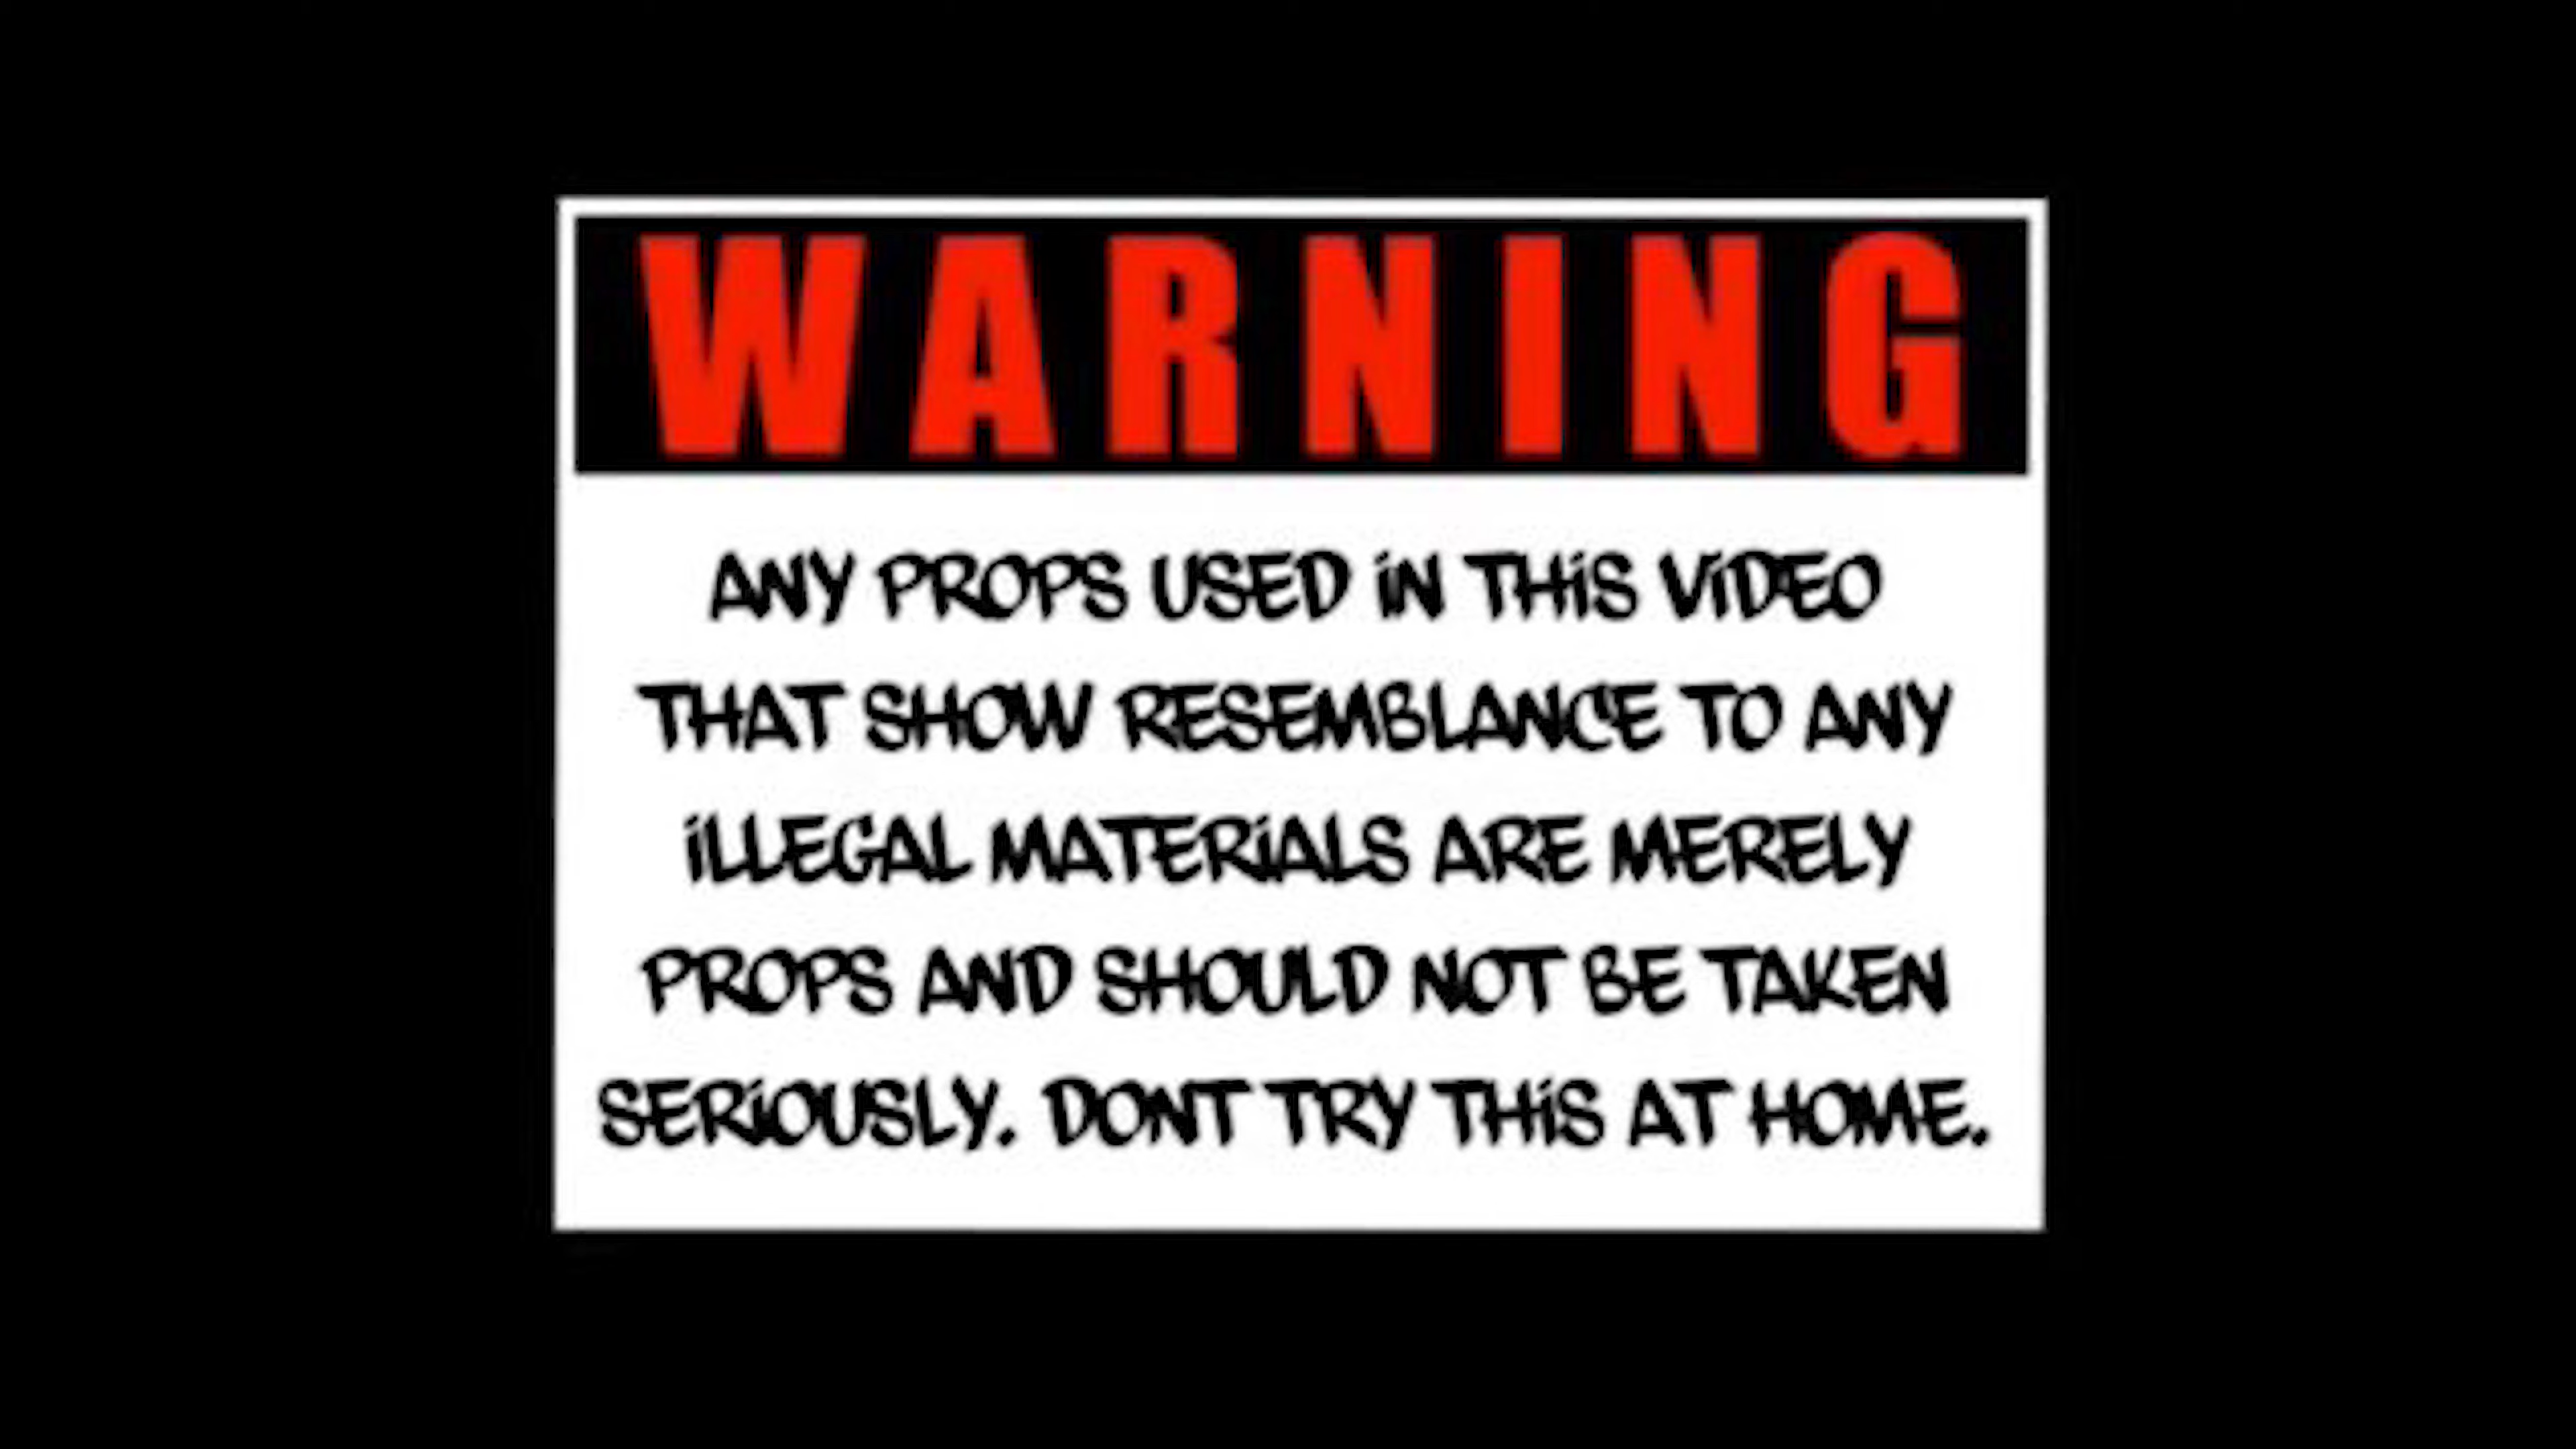 WARNING
ANY PROPS USED iN THiS ViDEO
THAT SHOW RESEMBLANCE TO ANY
iLLEGAL MATERiALS ARE MERELY
PROPS AND SHOULD NOT BE TAKEN
SERiOUSLY. DONT TRY THiS AT HOME.